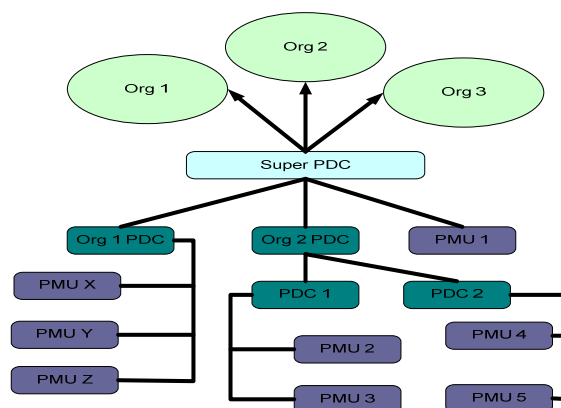 Org 2
Org 1
Org 3
Super PDC
Org 1 PDC
Org 2 PDC
PMU 1
PMU X
PDC 1
PDC 2
PMU Y
PMU 4
PMU 2
PMU Z
PMU 3
PMU 5